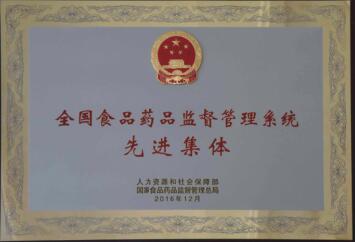 全国食品药品监督管理系统
先进集体
人力资源和社会保障部
国家食品药品监督管理总局
2016年12月